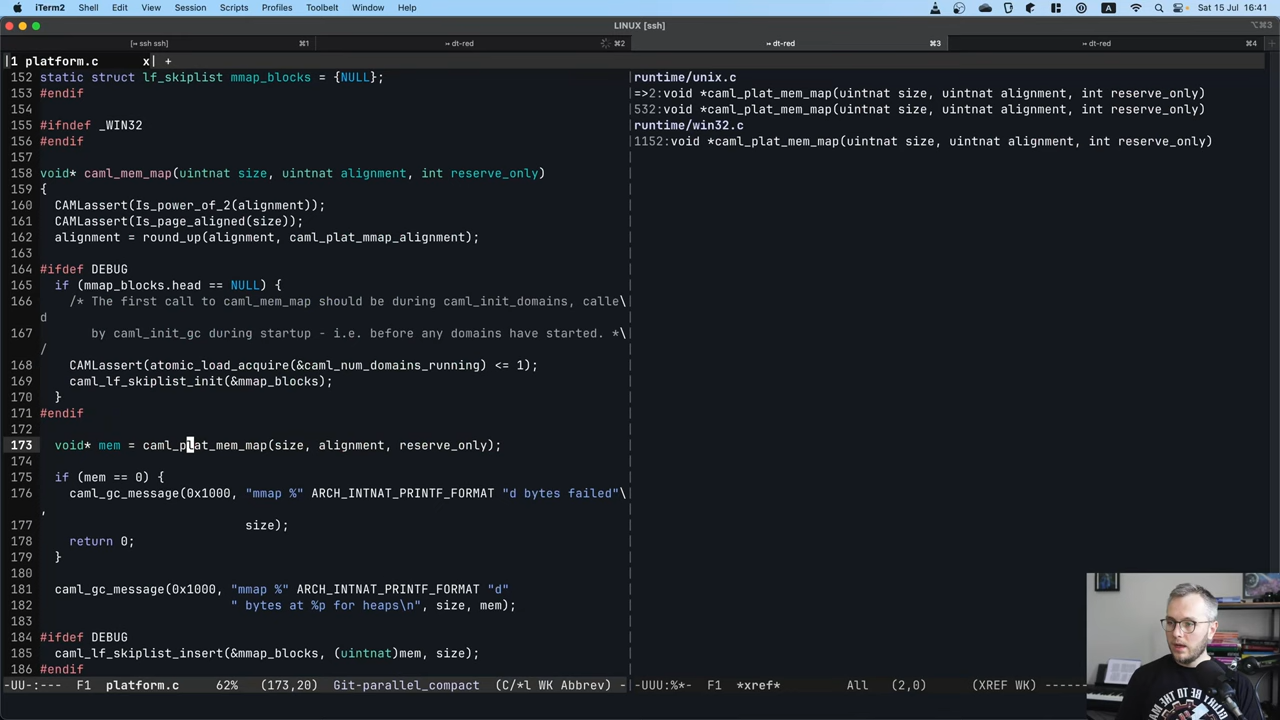 iTerm2 Shell Edit View Session Scripts Profiles Toolbelt Window Help A Sat 15 Jul 16:41
LINUX [ssh] ⌥⌘3
[↔ ssh ssh] ⌘1 ↔ dt-red ⌘2 ↔ dt-red ⌘3 ↔ dt-red ⌘4
|1 platform.c x| +
152 static struct lf_skiplist mmap_blocks = {NULL};
153 #endif
154
155 #ifndef _WIN32
156 #endif
157
158 void* caml_mem_map(uintnat size, uintnat alignment, int reserve_only)
159 {
160   CAMLassert(Is_power_of_2(alignment));
161   CAMLassert(Is_page_aligned(size));
162   alignment = round_up(alignment, caml_plat_mmap_alignment);
163
164 #ifdef DEBUG
165   if (mmap_blocks.head == NULL) {
166     /* The first call to caml_mem_map should be during caml_init_domains, calle\
d
167        by caml_init_gc during startup - i.e. before any domains have started. *\
/
168     CAMLassert(atomic_load_acquire(&caml_num_domains_running) <= 1);
169     caml_lf_skiplist_init(&mmap_blocks);
170   }
171 #endif
172
173   void* mem = caml_plat_mem_map(size, alignment, reserve_only);
174
175   if (mem == 0) {
176     caml_gc_message(0x1000, "mmap %" ARCH_INTNAT_PRINTF_FORMAT "d bytes failed"\
,
177                             size);
178     return 0;
179   }
180
181   caml_gc_message(0x1000, "mmap %" ARCH_INTNAT_PRINTF_FORMAT "d"
182                           " bytes at %p for heaps\n", size, mem);
183
184 #ifdef DEBUG
185   caml_lf_skiplist_insert(&mmap_blocks, (uintnat)mem, size);
186 #endif
-UU-:---  F1  platform.c     62%   (173,20)   Git-parallel_compact  (C/*l WK Abbrev) -
runtime/unix.c
=>2:void *caml_plat_mem_map(uintnat size, uintnat alignment, int reserve_only)
532:void *caml_plat_mem_map(uintnat size, uintnat alignment, int reserve_only)
runtime/win32.c
1152:void *caml_plat_mem_map(uintnat size, uintnat alignment, int reserve_only)
-UUU:%*-  F1  *xref*         All   (2,0)      (XREF WK) ------